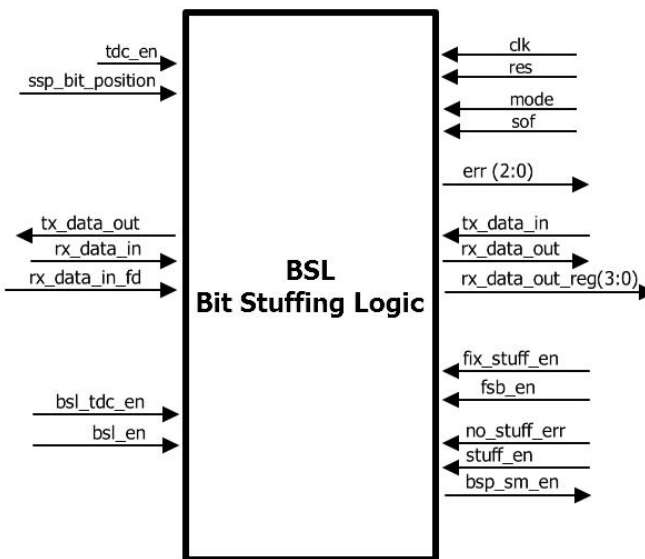 tdc_en
ssp_bit_position
clk
res
mode
sof
err (2:0)
tx_data_out
rx_data_in
rx_data_in_fd
BSL
Bit Stuffing Logic
tx_data_in
rx_data_out
rx_data_out_reg(3:0)
bsl_tdc_en
bsl_en
fix_stuff_en
fsb_en
no_stuff_err
stuff_en
bsp_sm_en